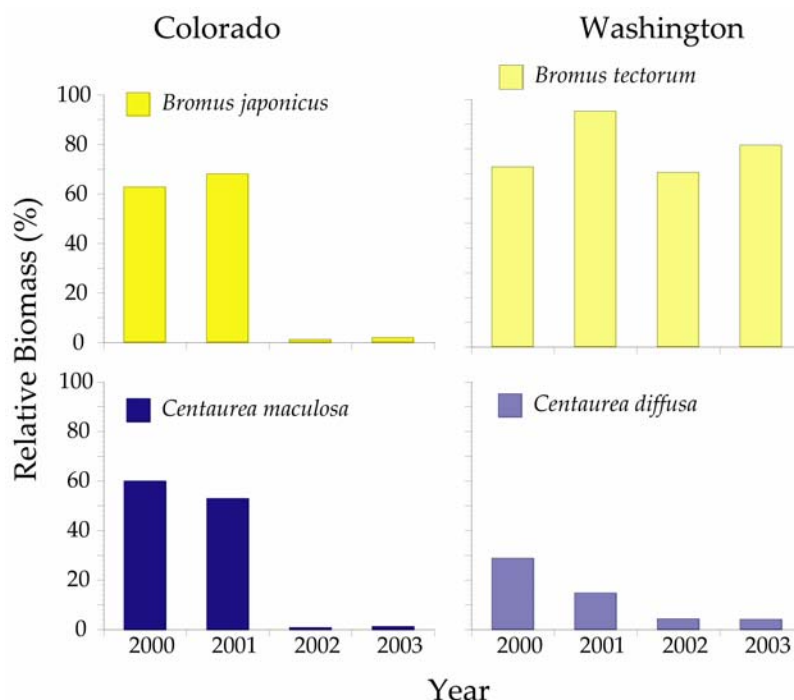 Colorado
Washington
Bromus japonicus
Bromus tectorum
Relative Biomass (%)
100
80
60
40
20
0
Centaurea maculosa
Centaurea diffusa
100
80
60
40
20
0
2000 2001 2002 2003
2000 2001 2002 2003
Year